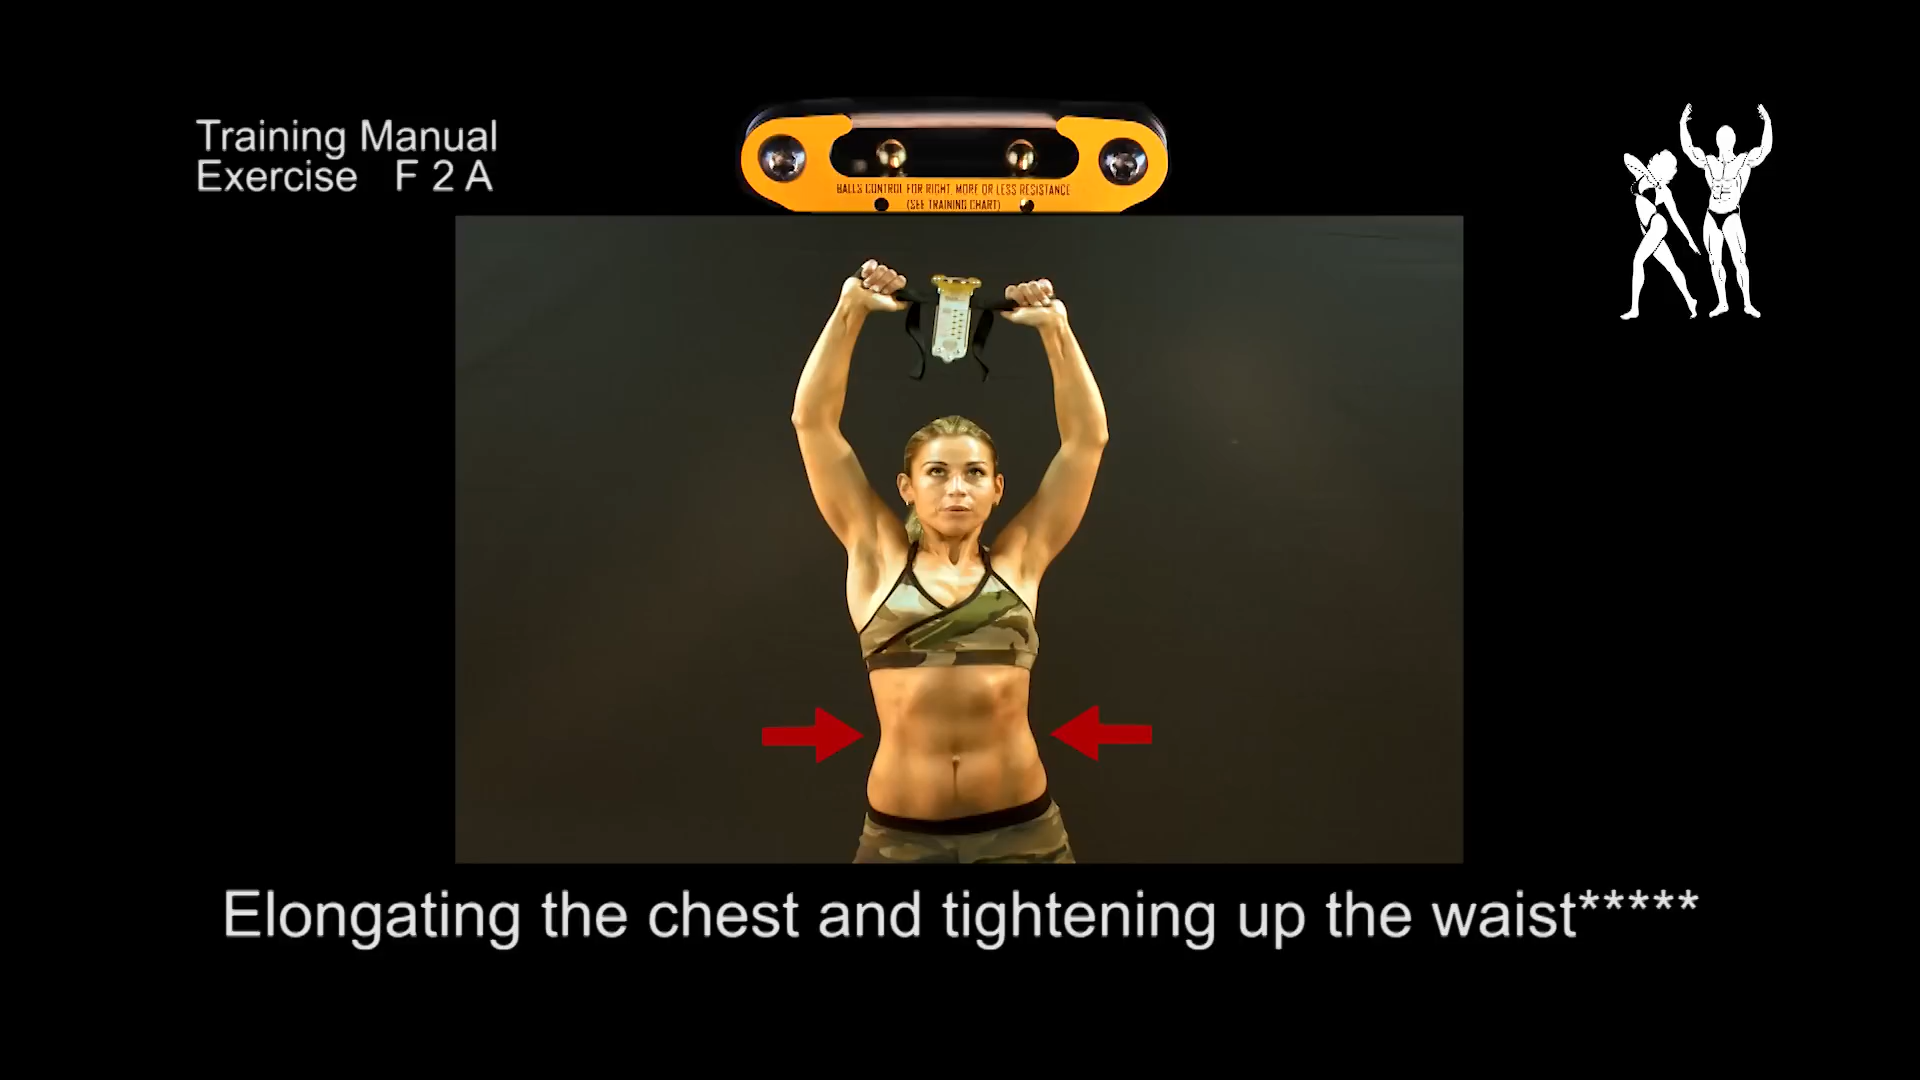 Training Manual
Exercise F 2 A
BALLS CONTROL FOR RIGHT, MORE OR LESS RESISTANCE
(SEE TRAINING CHART)
Elongating the chest and tightening up the waist*****